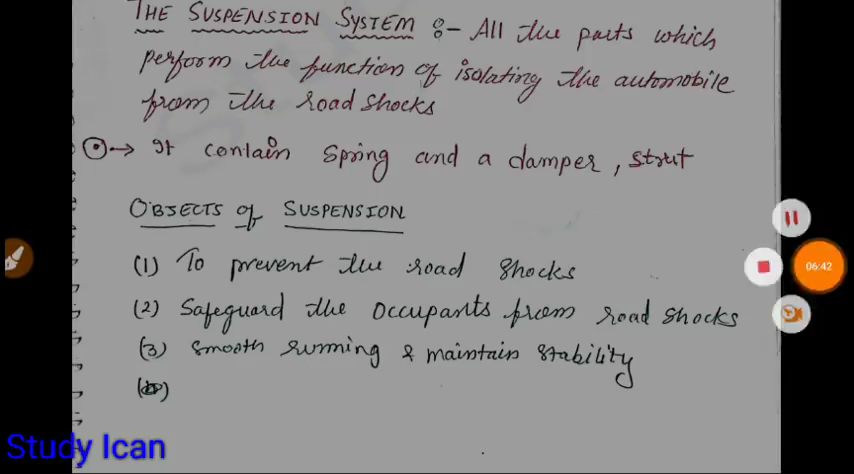 THE SUSPENSION SYSTEM :- All the parts which
perform the function of isolating the automobile
from the road shocks
→ It contain spring and a damper, strut
OBJECTS of SUSPENSION
(1) To prevent the road shocks
(2) Safeguard the occupants from road shocks
(3) smooth running & maintain stability
06:42
Study Ican